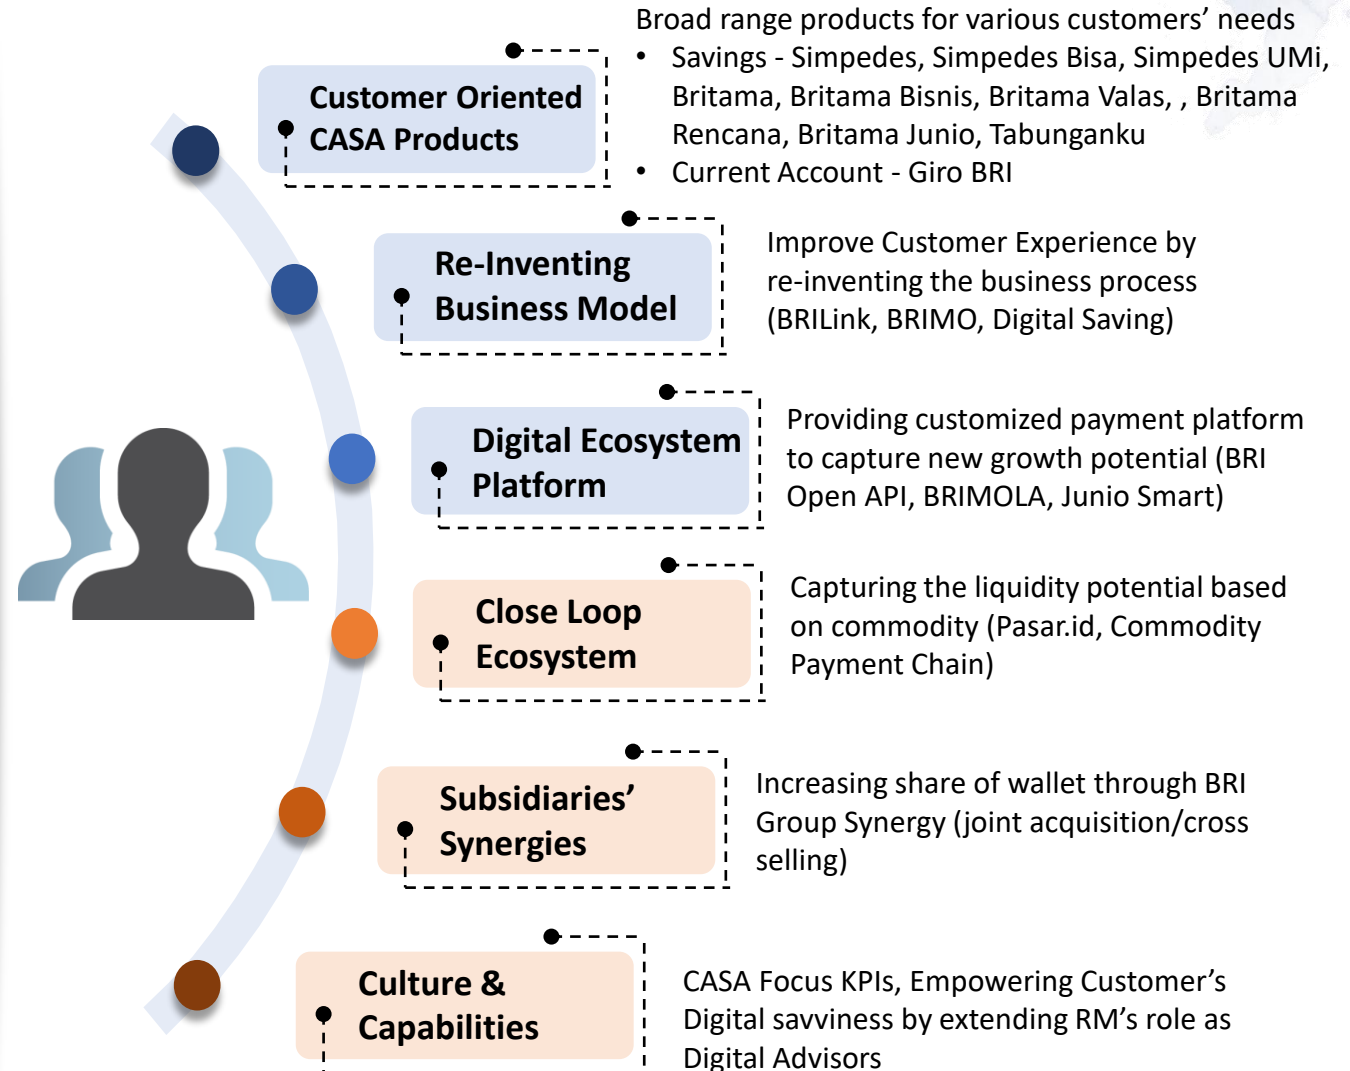 Broad range products for various customers’ needs
• Savings - Simpedes, Simpedes Bisa, Simpedes UMi,
Britama, Britama Bisnis, Britama Valas, , Britama
Rencana, Britama Junio, Tabunganku
• Current Account - Giro BRI
Customer Oriented
CASA Products
Re-Inventing
Business Model
Improve Customer Experience by
re-inventing the business process
(BRILink, BRIMO, Digital Saving)
Digital Ecosystem
Platform
Providing customized payment platform
to capture new growth potential (BRI
Open API, BRIMOLA, Junio Smart)
Close Loop
Ecosystem
Capturing the liquidity potential based
on commodity (Pasar.id, Commodity
Payment Chain)
Subsidiaries’
Synergies
Increasing share of wallet through BRI
Group Synergy (joint acquisition/cross
selling)
Culture &
Capabilities
CASA Focus KPIs, Empowering Customer’s
Digital savviness by extending RM’s role as
Digital Advisors